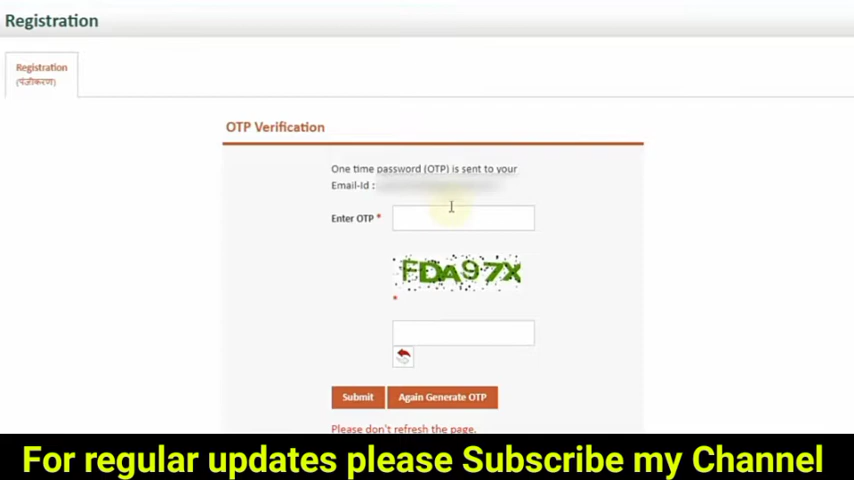 Registration
Registration
(पंजीकरण)
OTP Verification
One time password (OTP) is sent to your
Email-Id :
Enter OTP *
FDA97X
*
Submit
Again Generate OTP
Please don't refresh the page.
For regular updates please Subscribe my Channel